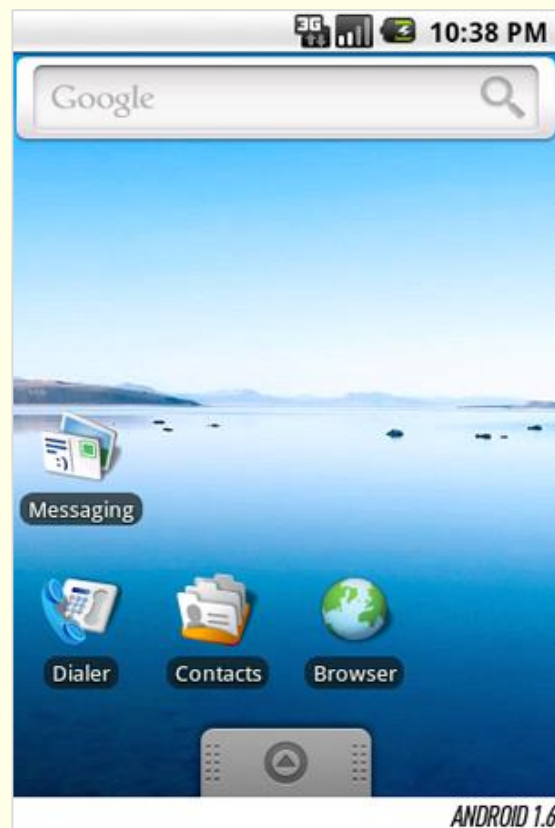 3G 10:38 PM
Google
Messaging
Dialer Contacts Browser
ANDROID 1.6